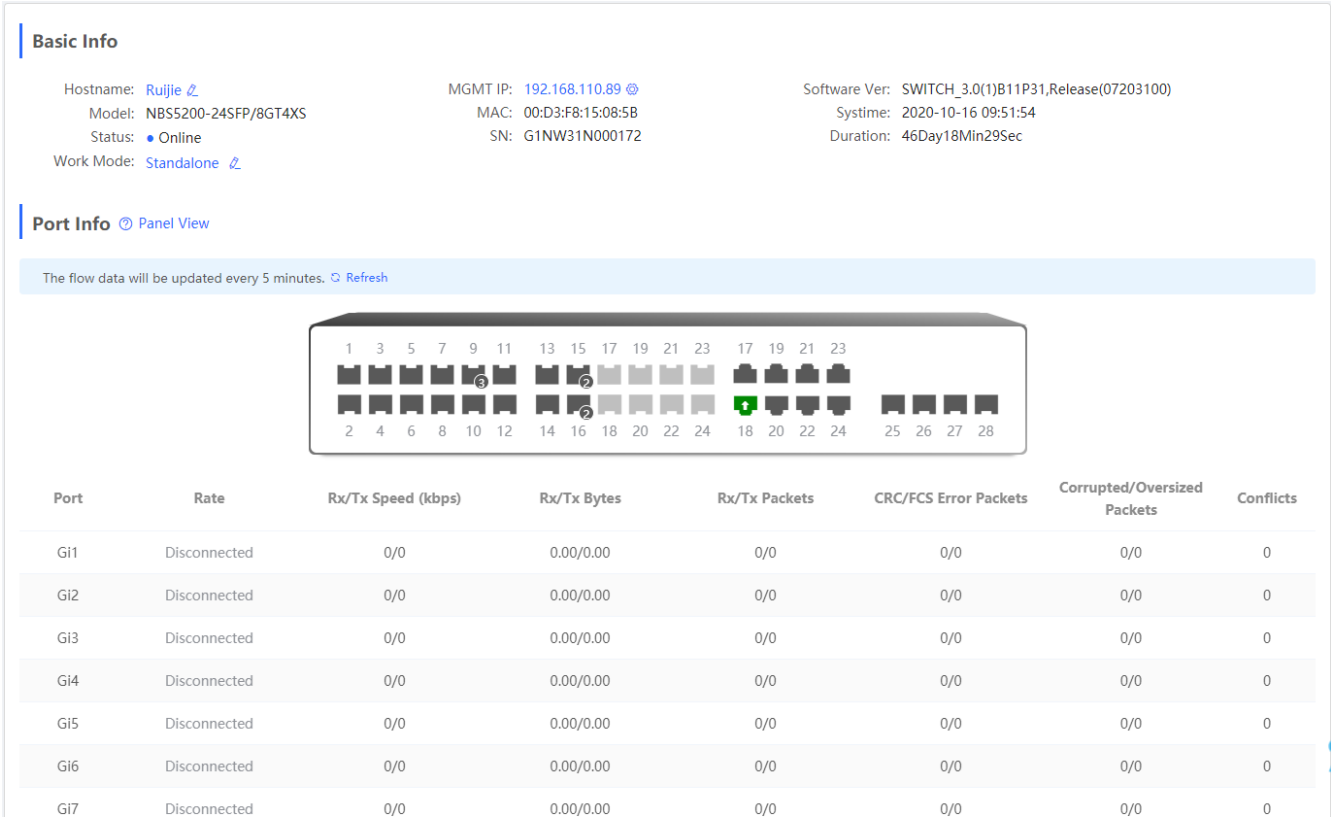 Basic Info
Hostname: Ruijie MGMT IP: 192.168.110.89 Software Ver: SWITCH_3.0(1)B11P31,Release(07203100)
Model: NBS5200-24SFP/8GT4XS MAC: 00:D3:F8:15:08:5B Systime: 2020-10-16 09:51:54
Status: Online SN: G1NW31N000172 Duration: 46Day18Min29Sec
Work Mode: Standalone
Port Info Panel View
The flow data will be updated every 5 minutes. Refresh
1 3 5 7 9 11 13 15 17 19 21 23 17 19 21 23
3 2
2
2 4 6 8 10 12 14 16 18 20 22 24 18 20 22 24 25 26 27 28
Port Rate Rx/Tx Speed (kbps) Rx/Tx Bytes Rx/Tx Packets CRC/FCS Error Packets Corrupted/Oversized Packets Conflicts
Gi1 Disconnected 0/0 0.00/0.00 0/0 0/0 0/0 0
Gi2 Disconnected 0/0 0.00/0.00 0/0 0/0 0/0 0
Gi3 Disconnected 0/0 0.00/0.00 0/0 0/0 0/0 0
Gi4 Disconnected 0/0 0.00/0.00 0/0 0/0 0/0 0
Gi5 Disconnected 0/0 0.00/0.00 0/0 0/0 0/0 0
Gi6 Disconnected 0/0 0.00/0.00 0/0 0/0 0/0 0
Gi7 Disconnected 0/0 0.00/0.00 0/0 0/0 0/0 0